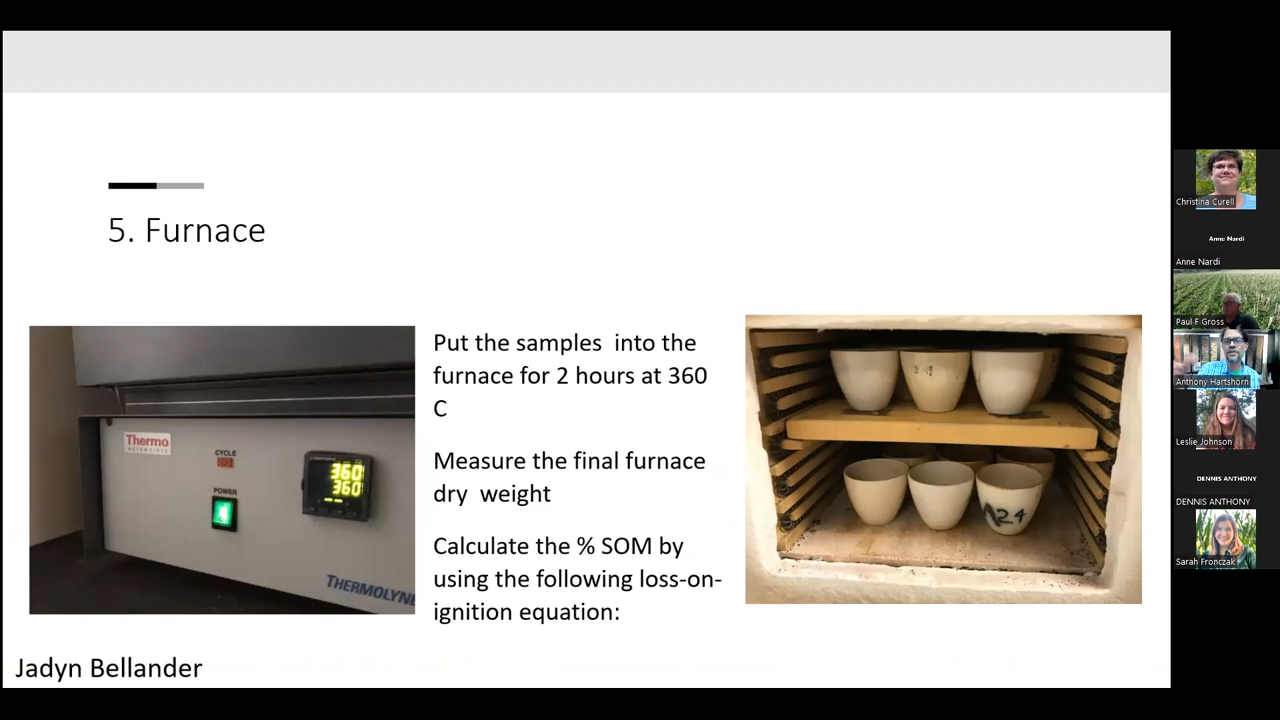 5. Furnace
Put the samples into the
furnace for 2 hours at 360
C
Measure the final furnace
dry weight
Calculate the % SOM by
using the following loss-on-
ignition equation:
Thermo
SCIENTIFIC
CYCLE
POWER
360
360
THERMOLYNE
A24
Jadyn Bellander
Christina Curell
Anne Nardi
Anne Nardi
Paul F Gross
Anthony Hartshorn
Leslie Johnson
DENNIS ANTHONY
DENNIS ANTHONY
Sarah Fronczak